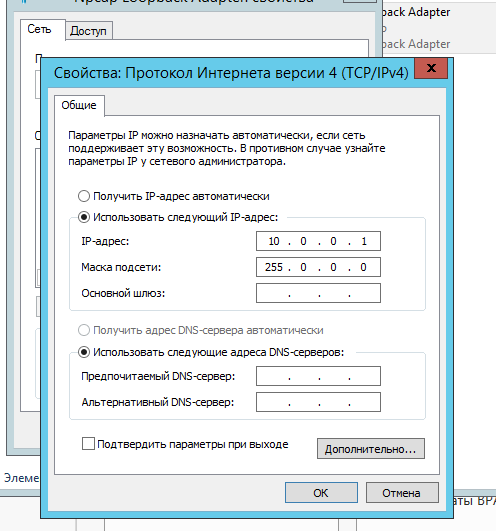 Npcap Loopback Adapter: свойства
back Adapter
Сеть
Доступ
back Adapter
Свойства: Протокол Интернета версии 4 (TCP/IPv4)
x
Общие
Параметры IP можно назначать автоматически, если сеть
поддерживает эту возможность. В противном случае узнайте
параметры IP у сетевого администратора.
Получить IP-адрес автоматически
Использовать следующий IP-адрес:
IP-адрес:
10 . 0 . 0 . 1
Маска подсети:
255 . 0 . 0 . 0
Основной шлюз:
. . .
Получить адрес DNS-сервера автоматически
Использовать следующие адреса DNS-серверов:
Предпочитаемый DNS-сервер:
. . .
Альтернативный DNS-сервер:
. . .
Подтвердить параметры при выходе
Дополнительно...
Элеме
ОК
Отмена